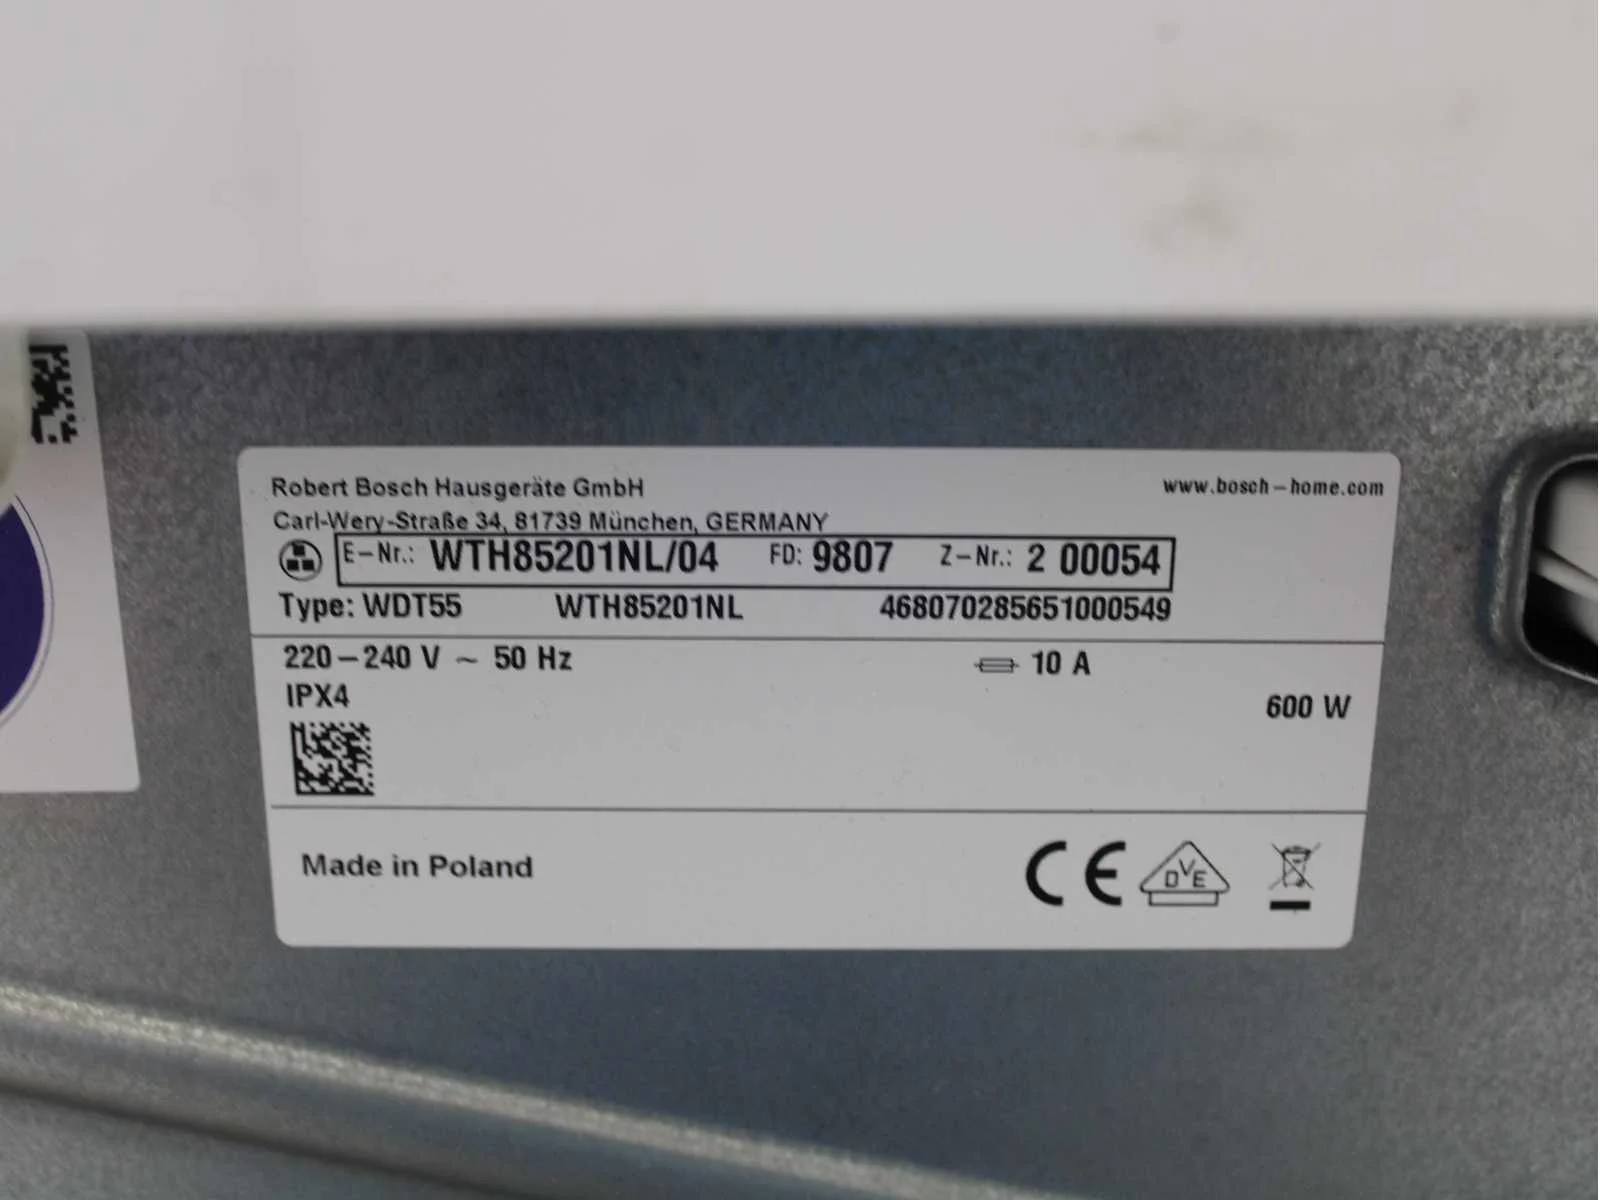 Robert Bosch Hausgeräte GmbH www.bosch-home.com
Carl-Wery-Straße 34, 81739 München, GERMANY
E-Nr.: WTH85201NL/04 FD: 9807 Z-Nr.: 2 00054
Type: WDT55 WTH85201NL 468070285651000549
220-240 V ~ 50 Hz 10 A
IPX4 600 W
Made in Poland CE DVE